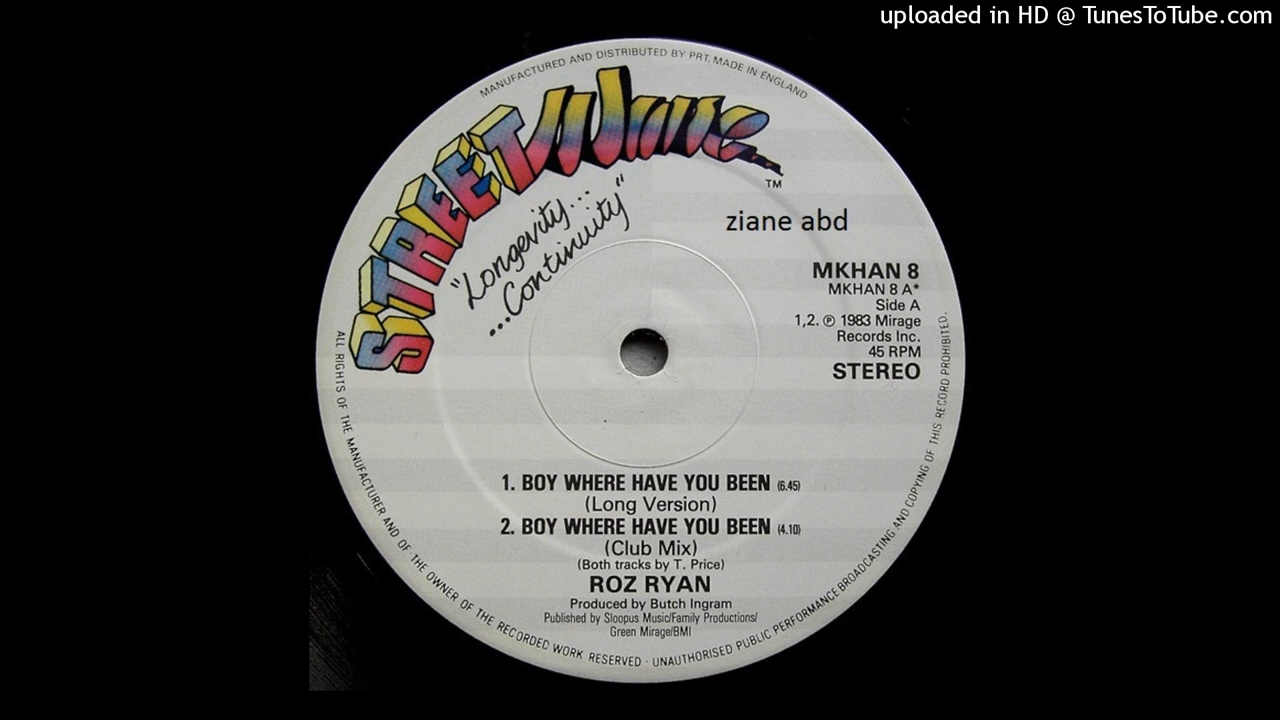 uploaded in HD @ TunesToTube.com
MANUFACTURED AND DISTRIBUTED BY PRT. MADE IN ENGLAND
STREETWave
TM
"Longevity...
...Continuity"
ziane abd
MKHAN 8
MKHAN 8 A*
Side A
1,2. ℗ 1983 Mirage
Records Inc.
45 RPM
STEREO
1. BOY WHERE HAVE YOU BEEN (6.45)
(Long Version)
2. BOY WHERE HAVE YOU BEEN (4.10)
(Club Mix)
(Both tracks by T. Price)
ROZ RYAN
Produced by Butch Ingram
Published by Sloopus Music/Family Productions/
Green Mirage/BMI
ALL RIGHTS OF THE MANUFACTURER AND OF THE OWNER OF THE RECORDED WORK RESERVED · UNAUTHORISED PUBLIC PERFORMANCE BROADCASTING AND COPYING OF THIS RECORD PROHIBITED.